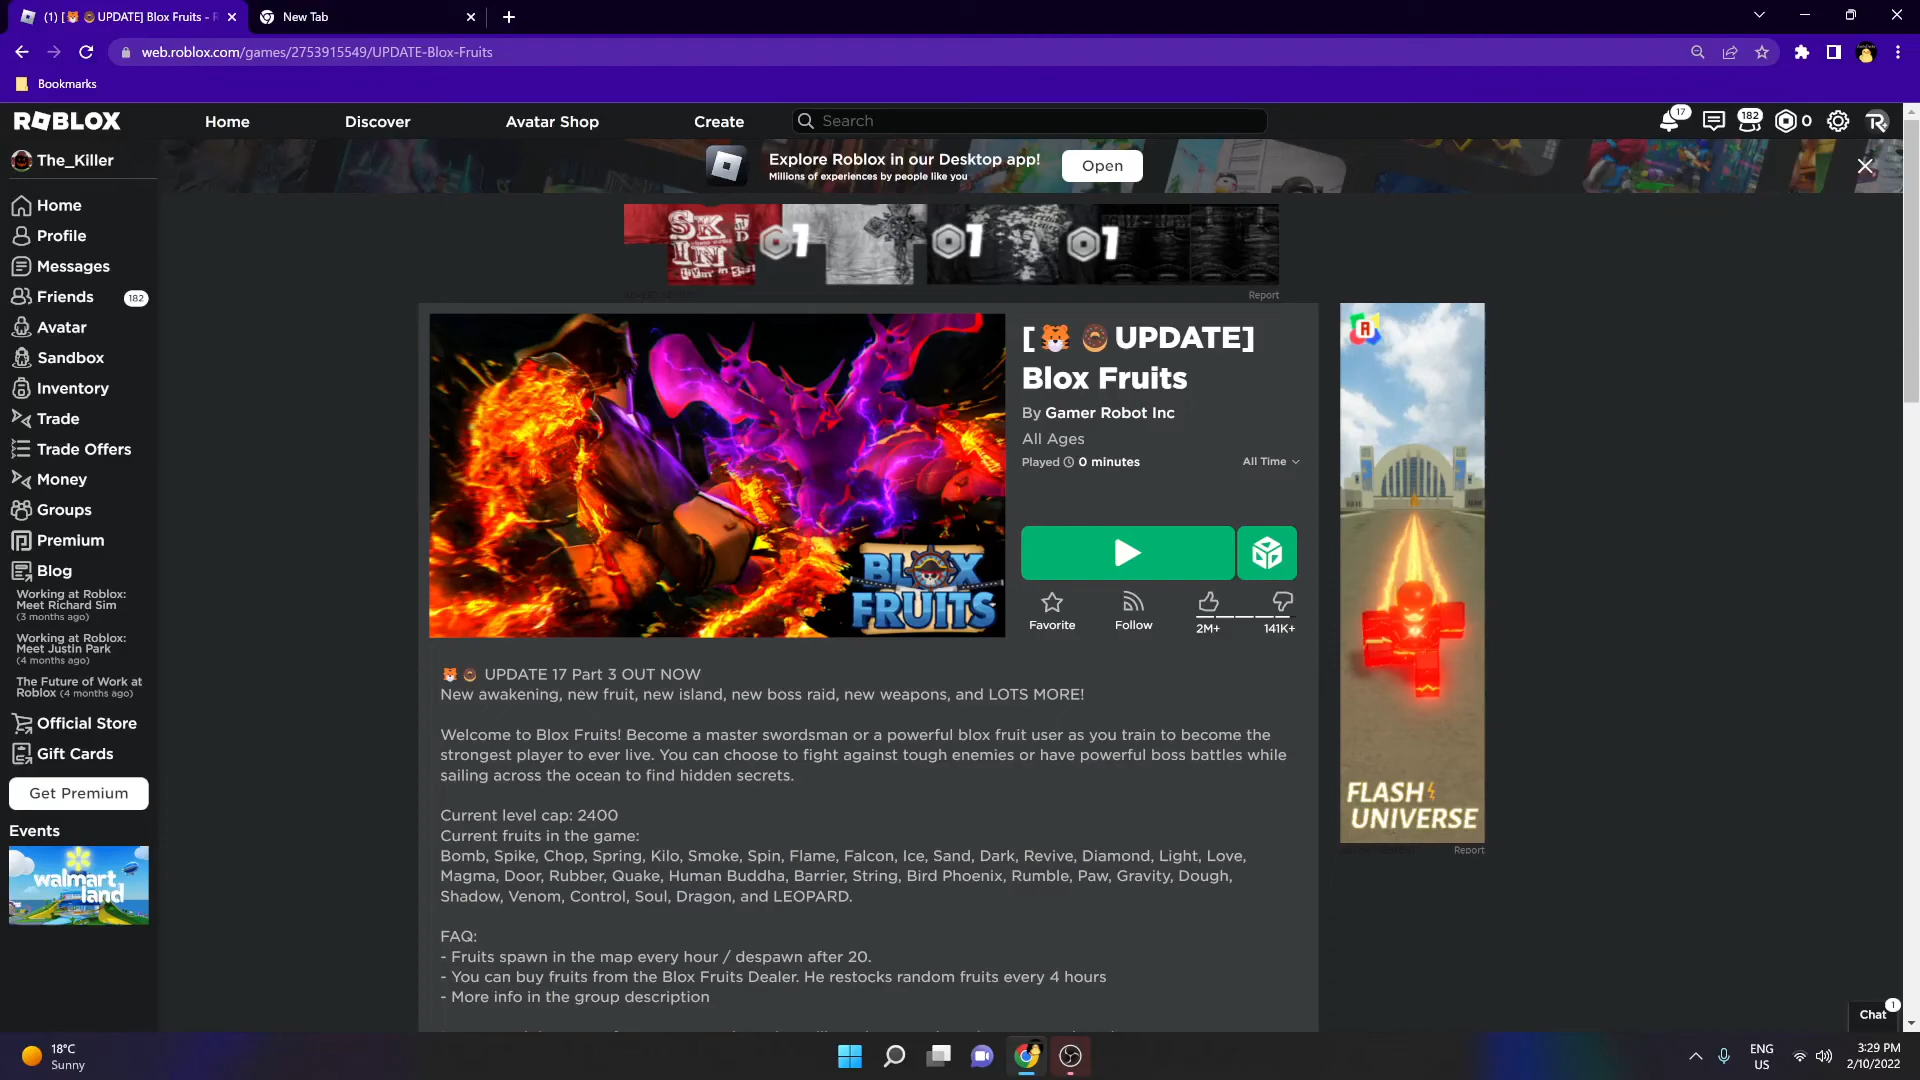 (1) [🐯 🍩 UPDATE] Blox Fruits - R
New Tab
web.roblox.com/games/2753915549/UPDATE-Blox-Fruits
Bookmarks
ROBLOX
Home
Discover
Avatar Shop
Create
Search
17
182
0
The_Killer
Explore Roblox in our Desktop app!
Millions of experiences by people like you
Open
Home
Profile
Messages
Friends
182
Avatar
Sandbox
Inventory
Trade
Trade Offers
Money
Groups
Premium
Blog
Working at Roblox:
Meet Richard Sim
(3 months ago)
Working at Roblox:
Meet Justin Park
(4 months ago)
The Future of Work at
Roblox (4 months ago)
Official Store
Gift Cards
Get Premium
Events
walmart
land
SK
IN
1
1
1
Report
BLOX
FRUITS
[🐯 🍩 UPDATE]
Blox Fruits
By Gamer Robot Inc
All Ages
Played 0 minutes
All Time
Favorite
Follow
2M+
141K+
🐯 🍩 UPDATE 17 Part 3 OUT NOW
New awakening, new fruit, new island, new boss raid, new weapons, and LOTS MORE!
Welcome to Blox Fruits! Become a master swordsman or a powerful blox fruit user as you train to become the
strongest player to ever live. You can choose to fight against tough enemies or have powerful boss battles while
sailing across the ocean to find hidden secrets.
Current level cap: 2400
Current fruits in the game:
Bomb, Spike, Chop, Spring, Kilo, Smoke, Spin, Flame, Falcon, Ice, Sand, Dark, Revive, Diamond, Light, Love,
Magma, Door, Rubber, Quake, Human Buddha, Barrier, String, Bird Phoenix, Rumble, Paw, Gravity, Dough,
Shadow, Venom, Control, Soul, Dragon, and LEOPARD.
FAQ:
- Fruits spawn in the map every hour / despawn after 20.
- You can buy fruits from the Blox Fruits Dealer. He restocks random fruits every 4 hours
- More info in the group description
FLASH
UNIVERSE
Report
Chat
1
18°C
Sunny
ENG
US
3:29 PM
2/10/2022